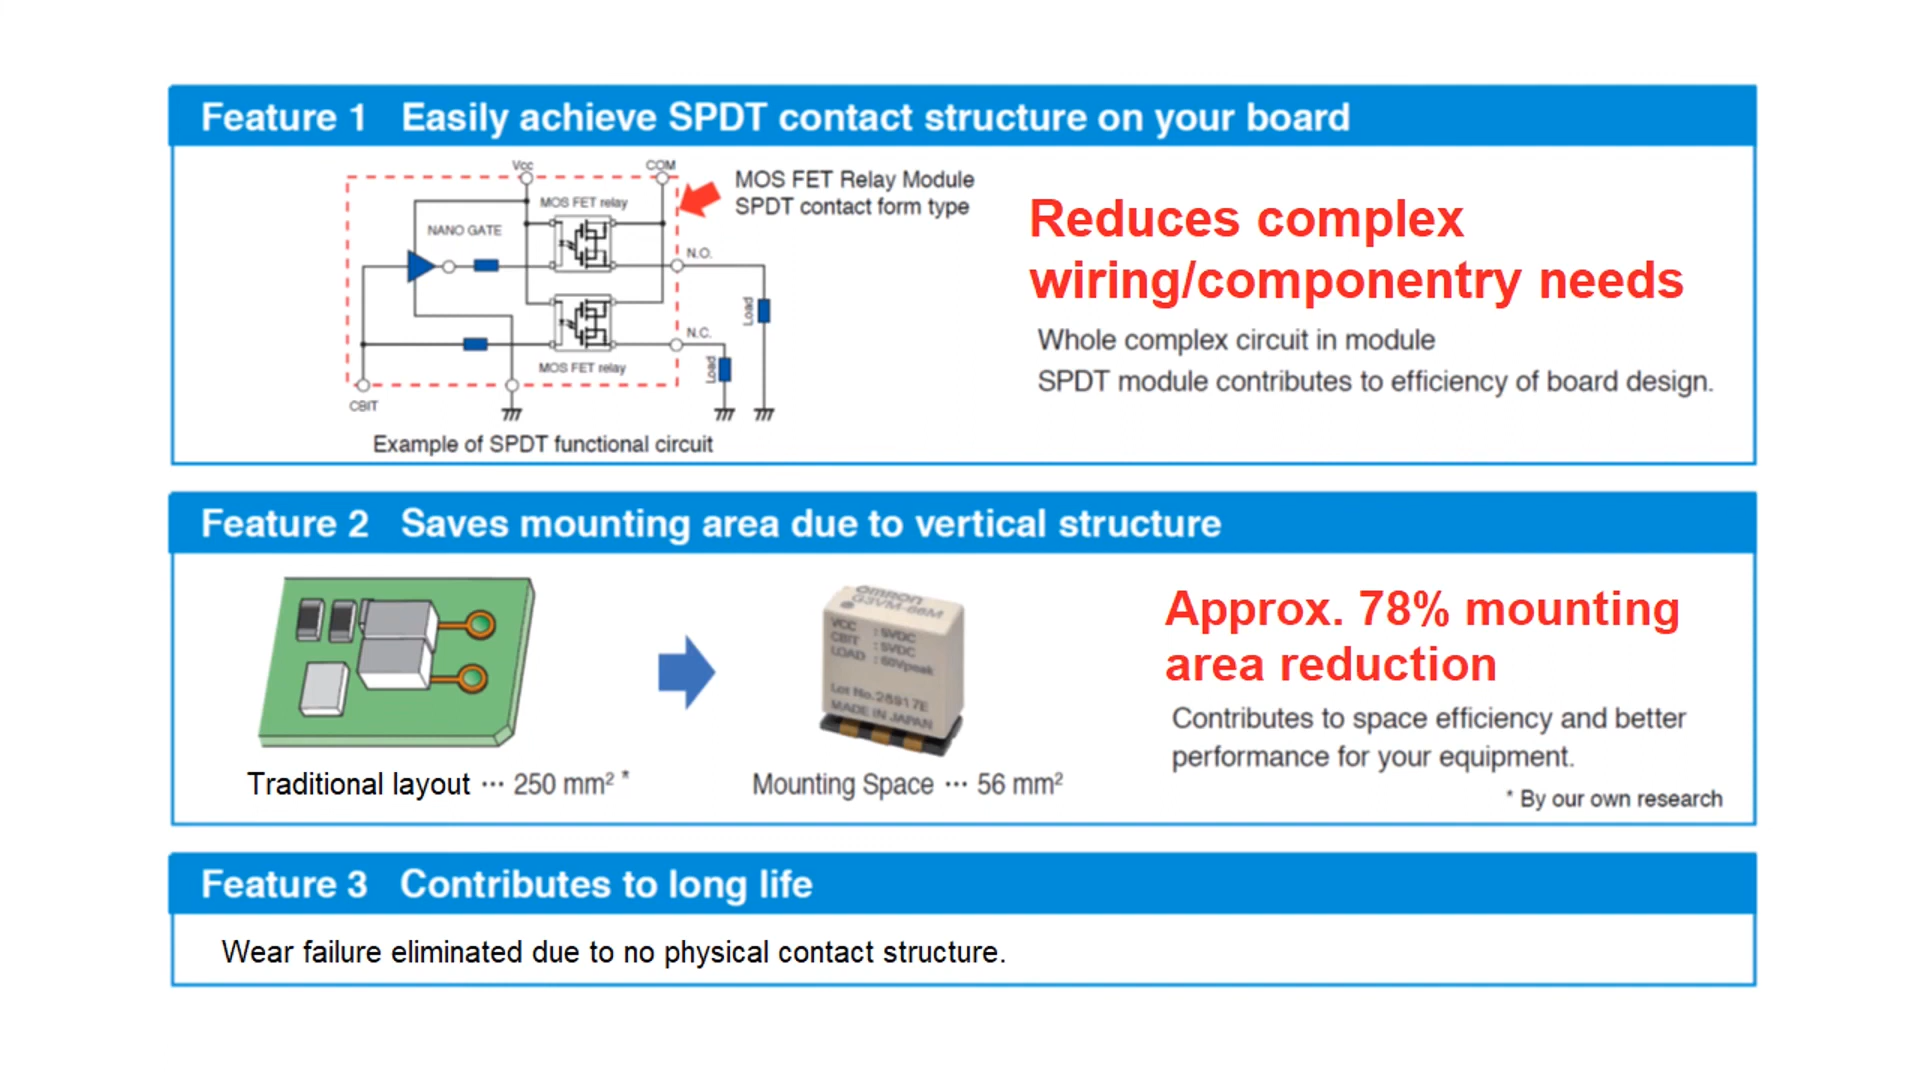 Feature 1 Easily achieve SPDT contact structure on your board
Vcc
COM
MOS FET relay
NANO GATE
N.O.
Load
N.C.
Load
MOS FET relay
CBIT
Example of SPDT functional circuit
MOS FET Relay Module
SPDT contact form type
Reduces complex
wiring/componentry needs
Whole complex circuit in module
SPDT module contributes to efficiency of board design.
Feature 2 Saves mounting area due to vertical structure
Traditional layout ··· 250 mm² *
OMRON
G3VM-66M
VCC : 5VDC
CBIT : 5VDC
LOAD : 60Vpeak
Lot No.26917E
MADE IN JAPAN
Mounting Space ··· 56 mm²
Approx. 78% mounting
area reduction
Contributes to space efficiency and better
performance for your equipment.
* By our own research
Feature 3 Contributes to long life
Wear failure eliminated due to no physical contact structure.